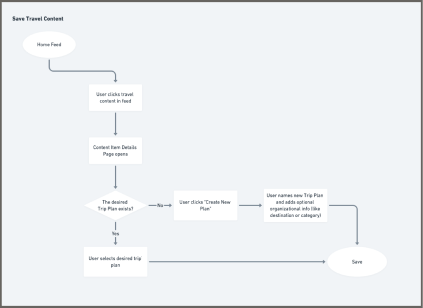 Save Travel Content
Home Feed
User clicks travel
content in feed
Content Item Details
Page opens
The desired
Trip Plan exists?
No
User clicks "Create New
Plan"
User names new Trip Plan
and adds optional
organizational info (like
destination or category)
Yes
User selects desired trip
plan
Save